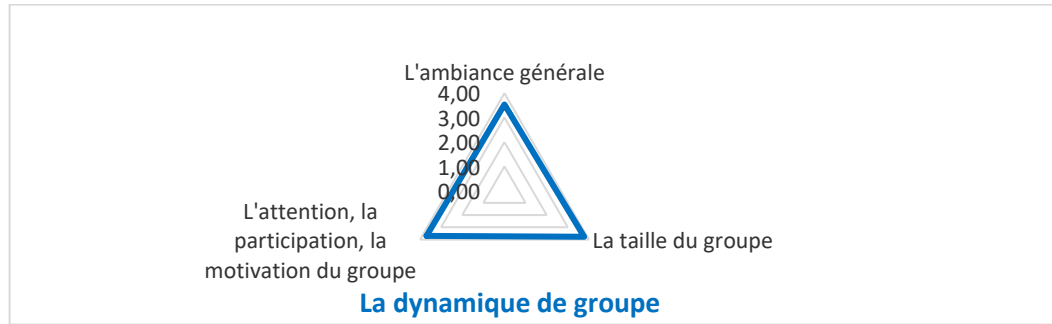 L'ambiance générale
4,00
3,00
2,00
1,00
0,00
L'attention, la
participation, la
motivation du groupe
La taille du groupe
La dynamique de groupe